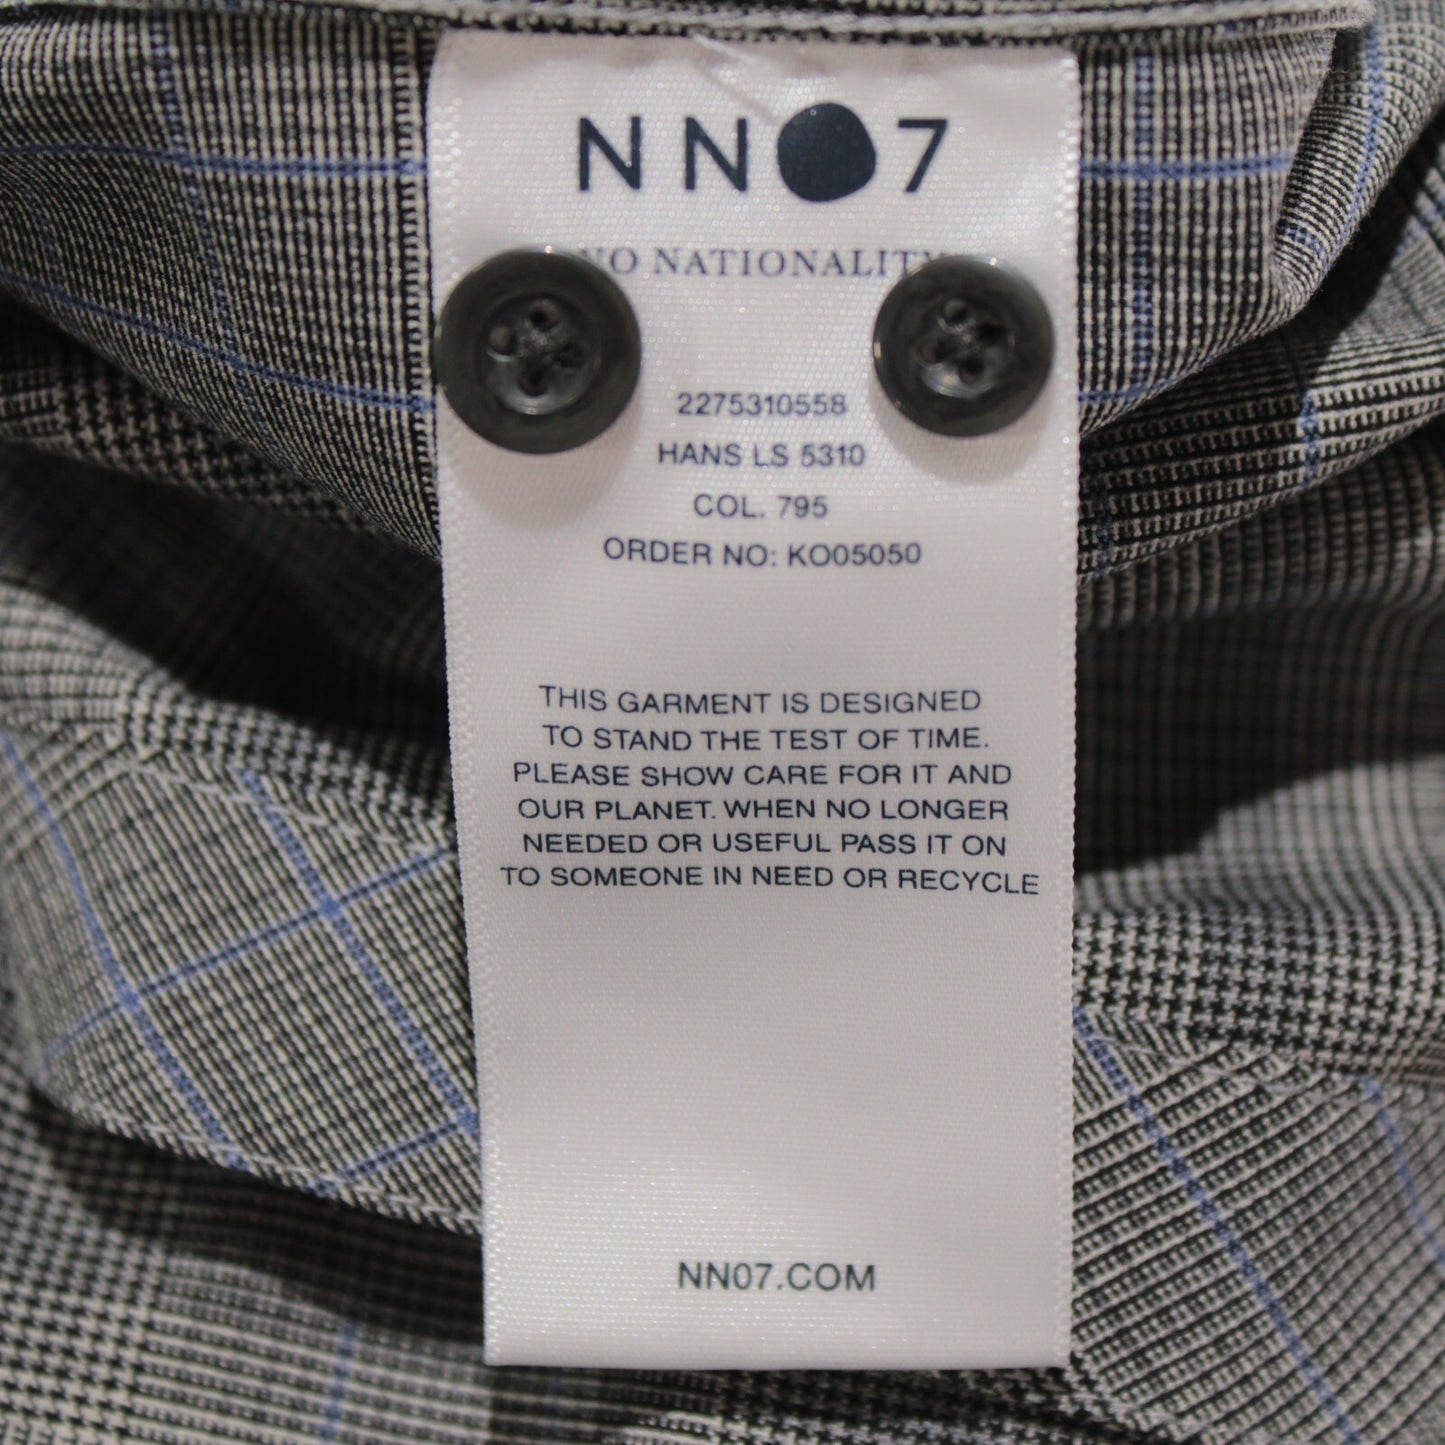 NN07
NO NATIONALITY
2275310558
HANS LS 5310
COL. 795
ORDER NO: KO05050
THIS GARMENT IS DESIGNED
TO STAND THE TEST OF TIME.
PLEASE SHOW CARE FOR IT AND
OUR PLANET. WHEN NO LONGER
NEEDED OR USEFUL PASS IT ON
TO SOMEONE IN NEED OR RECYCLE
NN07.COM